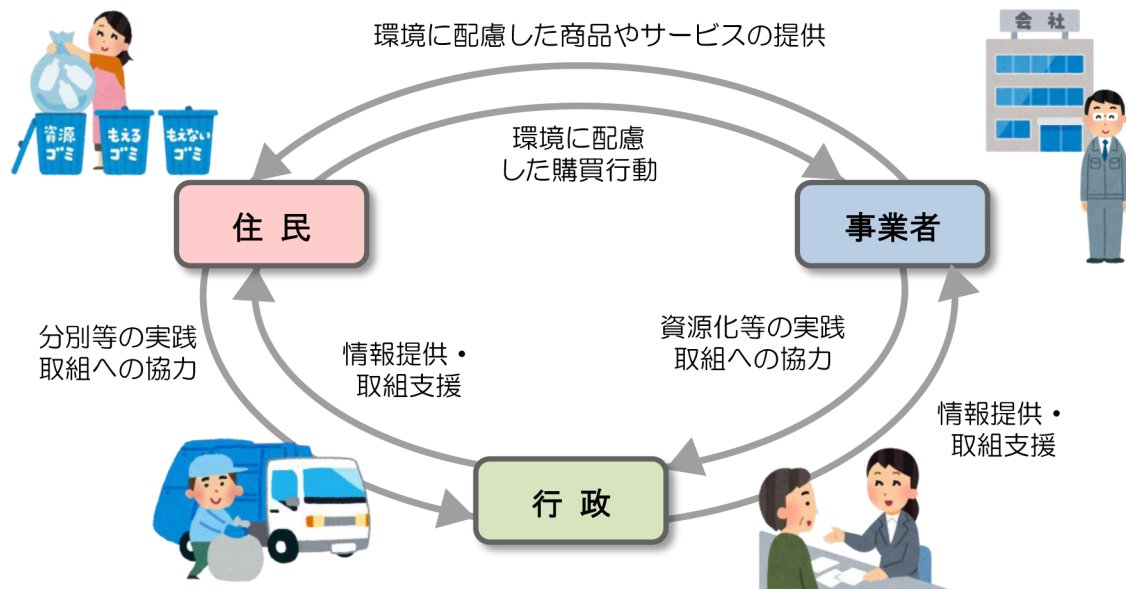 環境に配慮した商品やサービスの提供
会社
資源
ゴミ
もえる
ゴミ
もえない
ゴミ
環境に配慮
した購買行動
住民
事業者
分別等の実践
取組への協力
情報提供・
取組支援
資源化等の実践
取組への協力
情報提供・
取組支援
行政